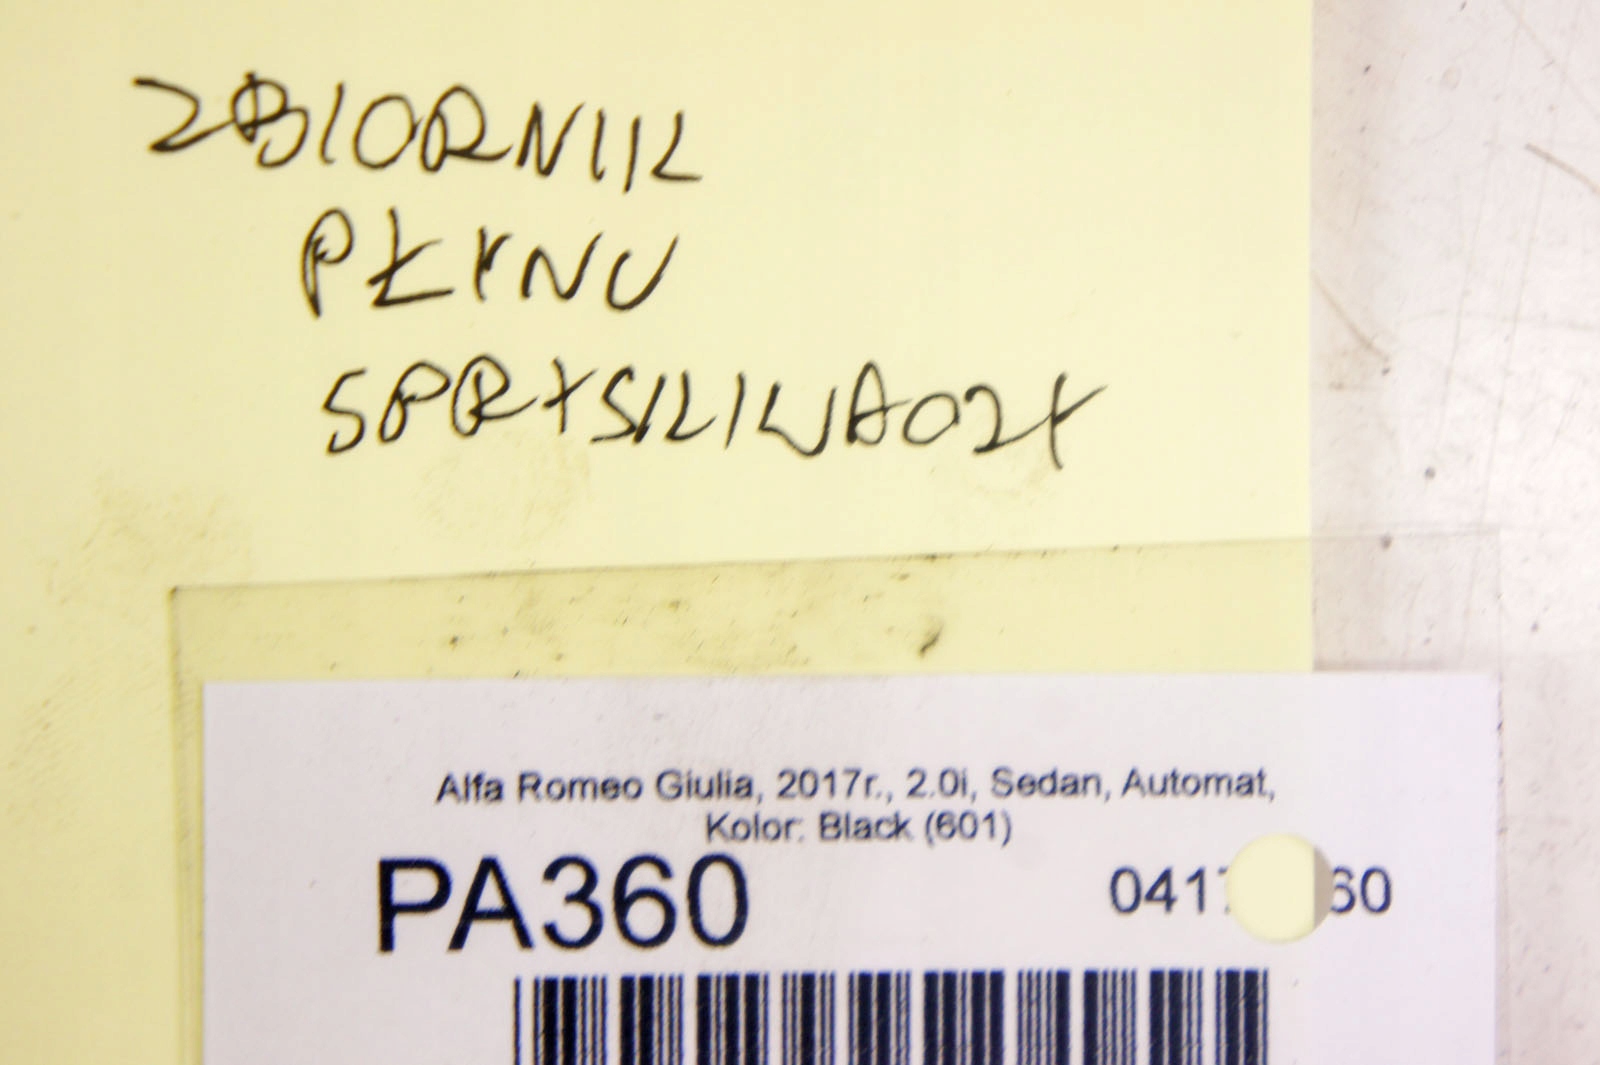 ZBIORNIK
PŁYNU
SPRYSKIWACZY
Alfa Romeo Giulia, 2017r., 2.0i, Sedan, Automat,
Kolor: Black (601)
PA360